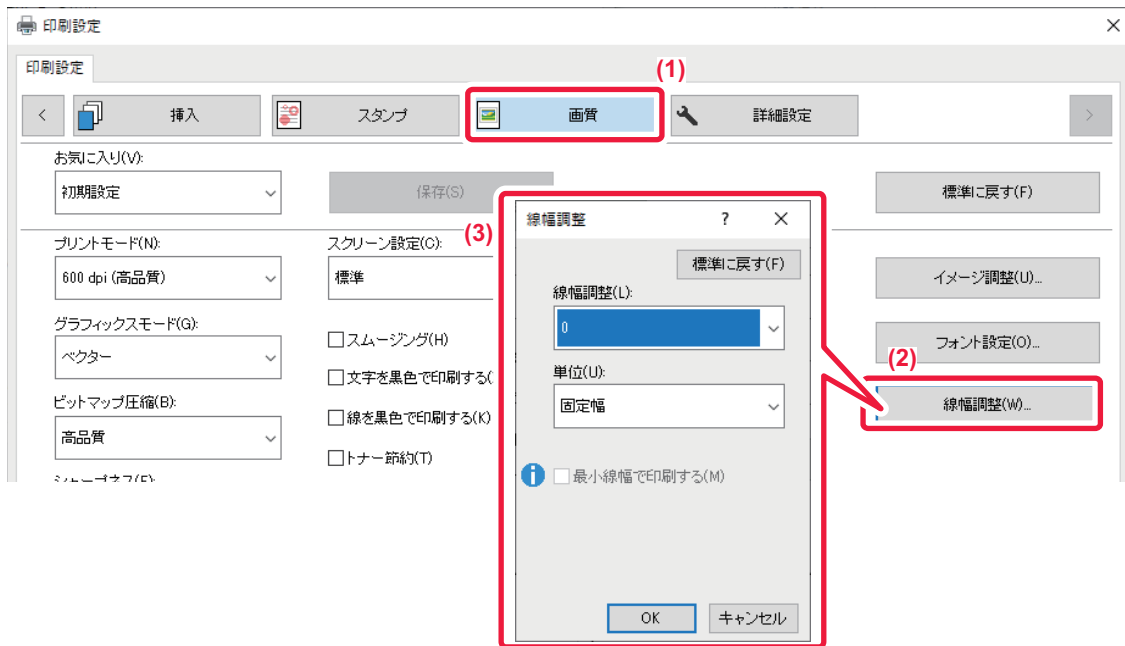 印刷設定
印刷設定
(1)
挿入
スタンプ
画質
詳細設定
お気に入り(V):
初期設定
保存(S)
標準に戻す(F)
プリントモード(N):
600 dpi (高品質)
スクリーン設定(C):
標準
イメージ調整(U)...
グラフィックスモード(G):
ベクター
スムージング(H)
文字を黒色で印刷する(
フォント設定(O)...
(2)
ビットマップ圧縮(B):
高品質
線を黒色で印刷する(K)
線幅調整(W)...
トナー節約(T)
シャープネス(E):
(3)
線幅調整
?
標準に戻す(F)
線幅調整(L):
0
単位(U):
固定幅
最小線幅で印刷する(M)
OK
キャンセル